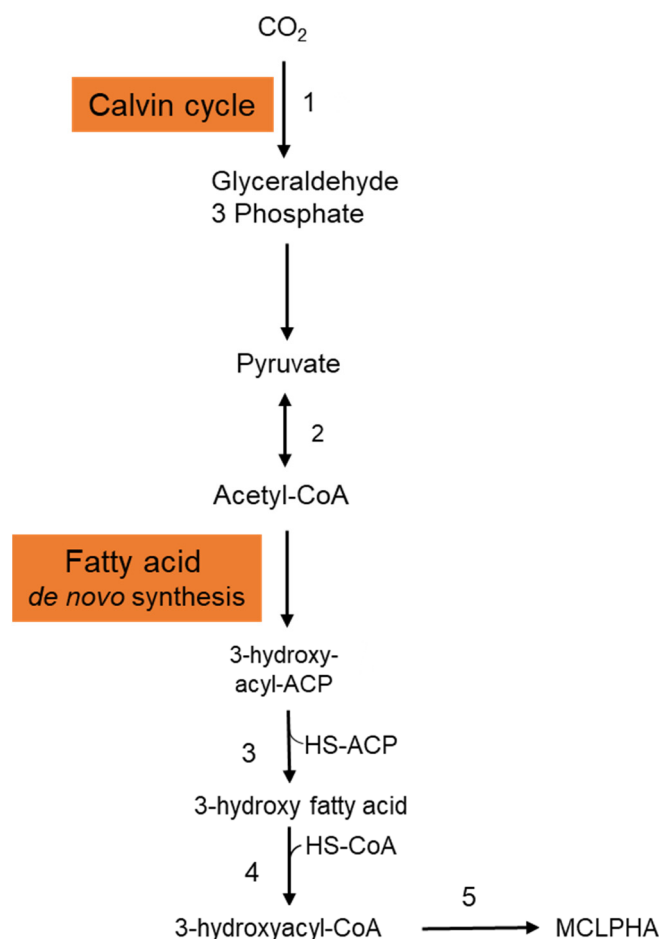 CO₂
Calvin cycle
1
Glyceraldehyde
3 Phosphate
Pyruvate
2
Acetyl-CoA
Fatty acid
de novo synthesis
3-hydroxy-
acyl-ACP
3
HS-ACP
3-hydroxy fatty acid
4
HS-CoA
5
3-hydroxyacyl-CoA
MCLPHA